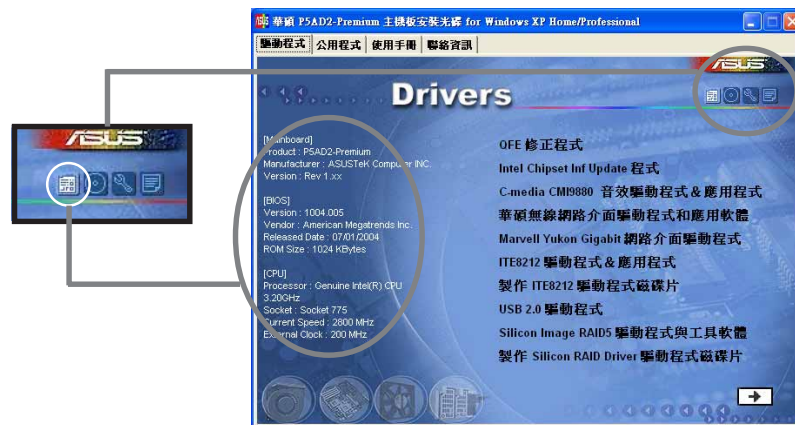 華碩 P5AD2-Premium 主機板安裝光碟 for Windows XP Home/Professional
驅動程式 公用程式 使用手冊 聯絡資訊
ASUS
Drivers
[Mainboard]
Product : P5AD2-Premium
Manufacturer : ASUSTeK Computer INC.
Version : Rev 1.xx
[BIOS]
Version : 1004.005
Vendor : American Megatrends Inc.
Released Date : 07/01/2004
ROM Size : 1024 KBytes
[CPU]
Processor : Genuine Intel(R) CPU
3.20GHz
Socket : Socket 775
Current Speed : 2800 MHz
External Clock : 200 MHz
QFE 修正程式
Intel Chipset Inf Update 程式
C-media CMI9880 音效驅動程式&應用程式
華碩無線網路介面驅動程式和應用軟體
Marvell Yukon Gigabit 網路介面驅動程式
ITE8212 驅動程式&應用程式
製作 ITE8212 驅動程式磁碟片
USB 2.0 驅動程式
Silicon Image RAID5 驅動程式與工具軟體
製作 Silicon RAID Driver 驅動程式磁碟片
ASUS